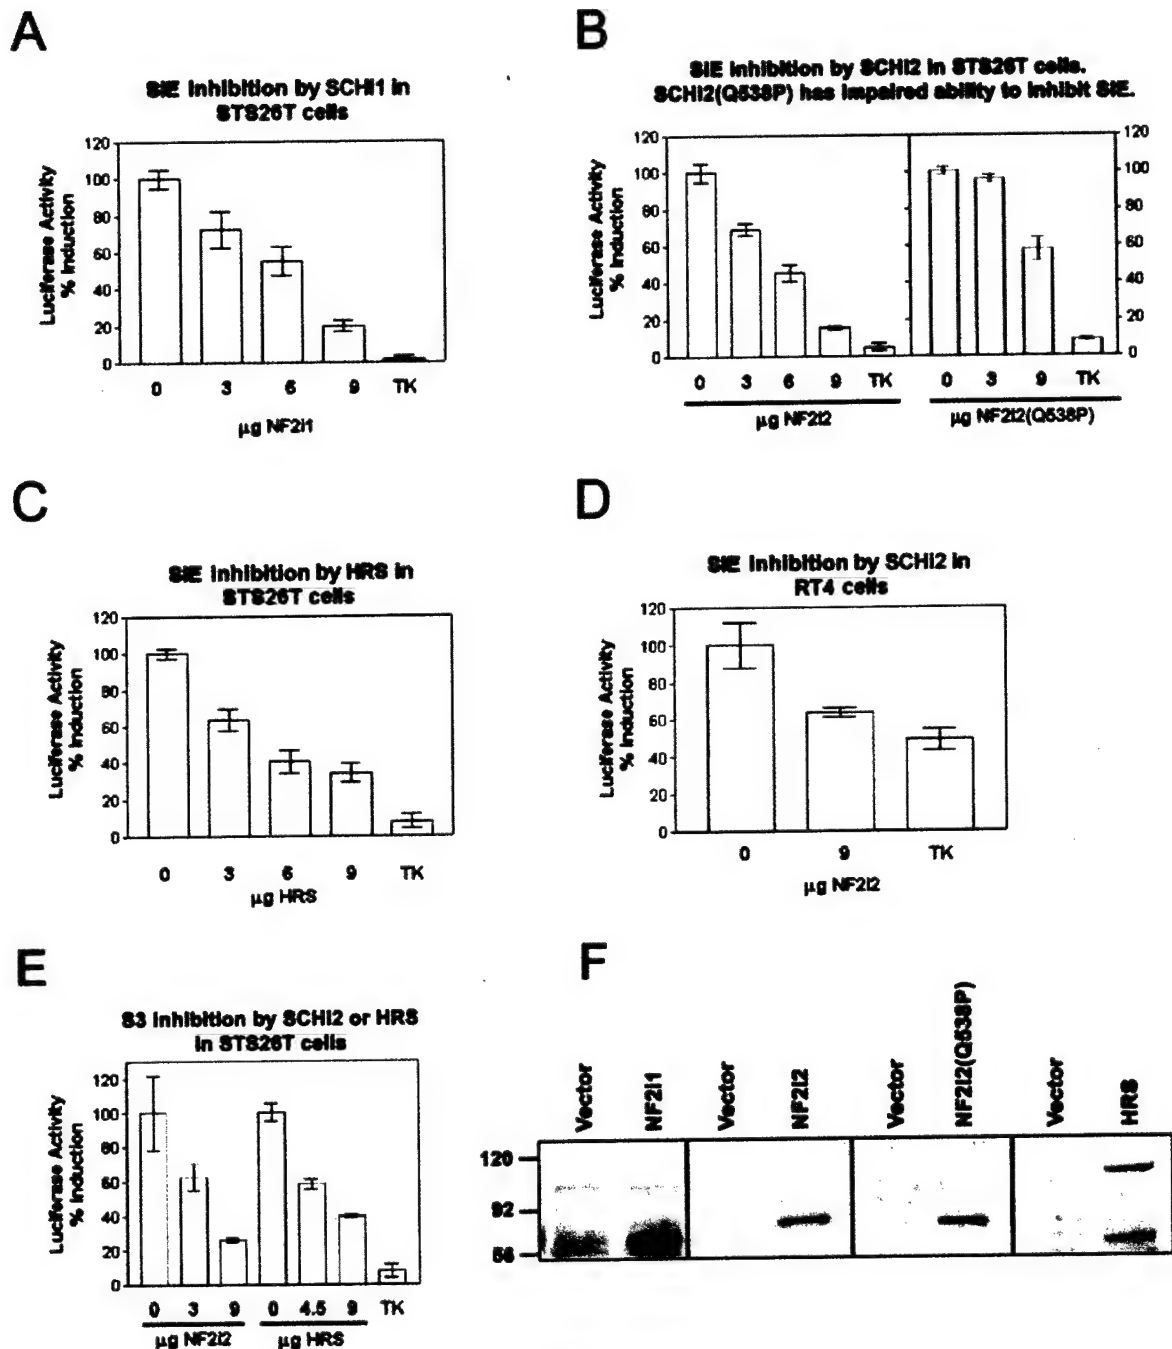 A
SIE Inhibition by SCHI1 in
STS26T cells
Luciferase Activity
% Induction
120
100
80
60
40
20
0
0 3 6 9 TK
µg NF2i1
B
SIE Inhibition by SCHI2 in STS26T cells.
SCHI2(Q538P) has impaired ability to inhibit SIE.
Luciferase Activity
% Induction
120
100
80
60
40
20
0
120
100
80
60
40
20
0
0 3 6 9 TK
0 3 9 TK
µg NF2i2
µg NF2i2(Q538P)
C
SIE Inhibition by HRS in
STS26T cells
Luciferase Activity
% Induction
120
100
80
60
40
20
0
0 3 6 9 TK
µg HRS
D
SIE Inhibition by SCHI2 in
RT4 cells
Luciferase Activity
% Induction
120
100
80
60
40
20
0
0 9 TK
µg NF2i2
E
S3 Inhibition by SCHI2 or HRS
in STS26T cells
Luciferase Activity
% Induction
120
100
80
60
40
20
0
0 3 9 0 4.5 9 TK
µg NF2i2
µg HRS
F
Vector
NF2i1
Vector
NF2i2
Vector
NF2i2(Q538P)
Vector
HRS
120
92